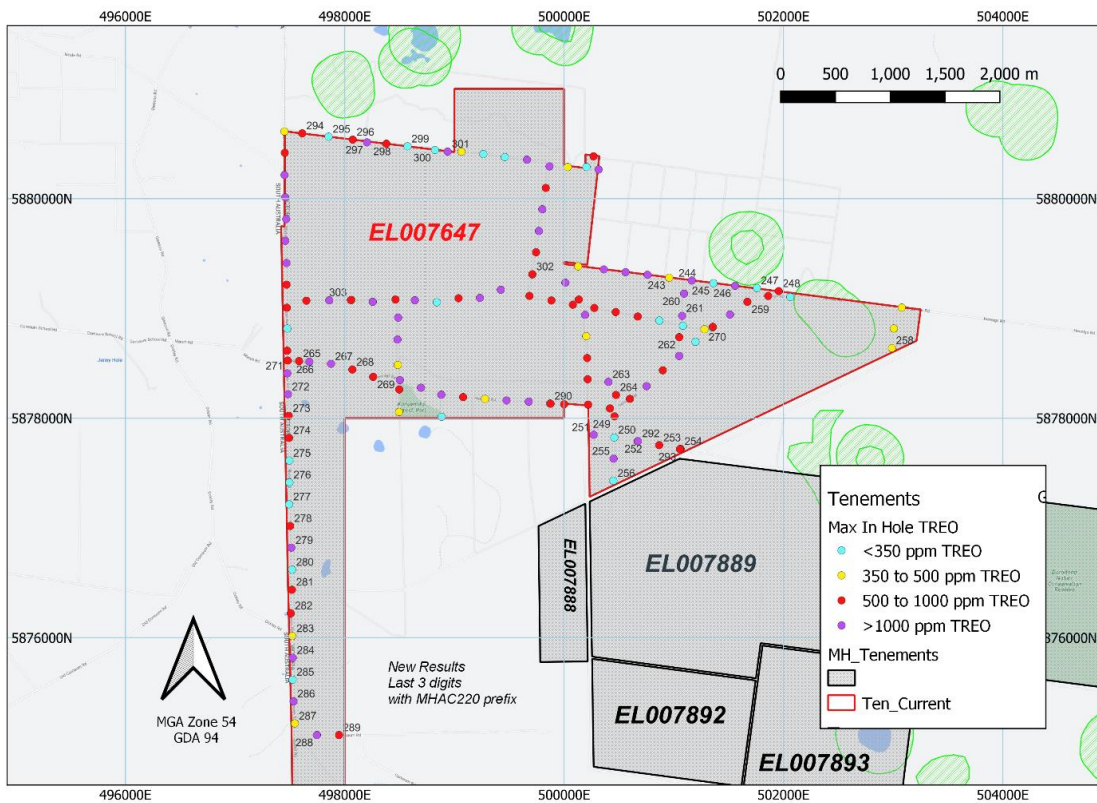 496000E
498000E
500000E
502000E
504000E
0 500 1,000 1,500 2,000 m
294
295
296
297
298
299
300
301
5880000N
5880000N
SOUTH AUSTRALIA
EL007647
302
303
243
244
245
246
247
248
260
261
259
262
270
258
271
265
266
267
268
269
272
263
264
273
290
274
251
249
250
292
253
254
252
293
255
256
5878000N
5878000N
SOUTH AUSTRALIA
275
276
277
278
279
280
281
282
283
284
285
286
287
288
289
EL007888
EL007889
EL007892
EL007893
5876000N
5876000N
SOUTH AUSTRALIA
New Results
Last 3 digits
with MHAC220 prefix
MGA Zone 54
GDA 94
Tenements
Max In Hole TREO
<350 ppm TREO
350 to 500 ppm TREO
500 to 1000 ppm TREO
>1000 ppm TREO
MH_Tenements
Ten_Current
G
496000E
498000E
500000E
502000E
504000E